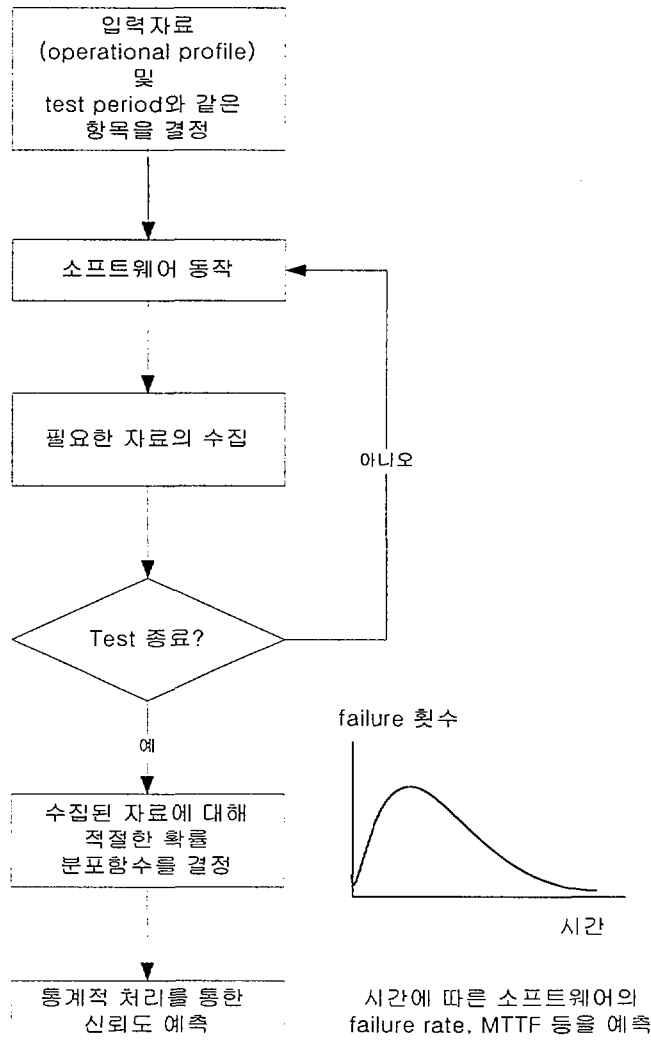 입력자료
(operational profile)
및
test period와 같은
항목을 결정
소프트웨어 동작
필요한 자료의 수집
아니오
Test 종료?
예
수집된 자료에 대해
적절한 확률
분포함수를 결정
통계적 처리를 통한
신뢰도 예측
failure 횟수
시간
시간에 따른 소프트웨어의
failure rate, MTTF 등을 예측